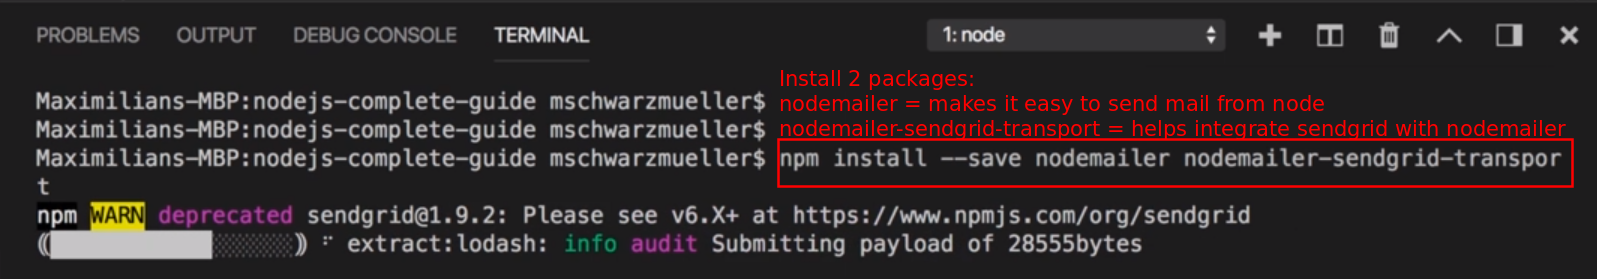 PROBLEMS OUTPUT DEBUG CONSOLE TERMINAL 1: node
Install 2 packages:
Maximilians-MBP:nodejs-complete-guide mschwarzmueller$ nodemailer = makes it easy to send mail from node
Maximilians-MBP:nodejs-complete-guide mschwarzmueller$ nodemailer-sendgrid-transport = helps integrate sendgrid with nodemailer
Maximilians-MBP:nodejs-complete-guide mschwarzmueller$ npm install --save nodemailer nodemailer-sendgrid-transpor
t
npm WARN deprecated sendgrid@1.9.2: Please see v6.X+ at https://www.npmjs.com/org/sendgrid
extract:lodash: info audit Submitting payload of 28555bytes